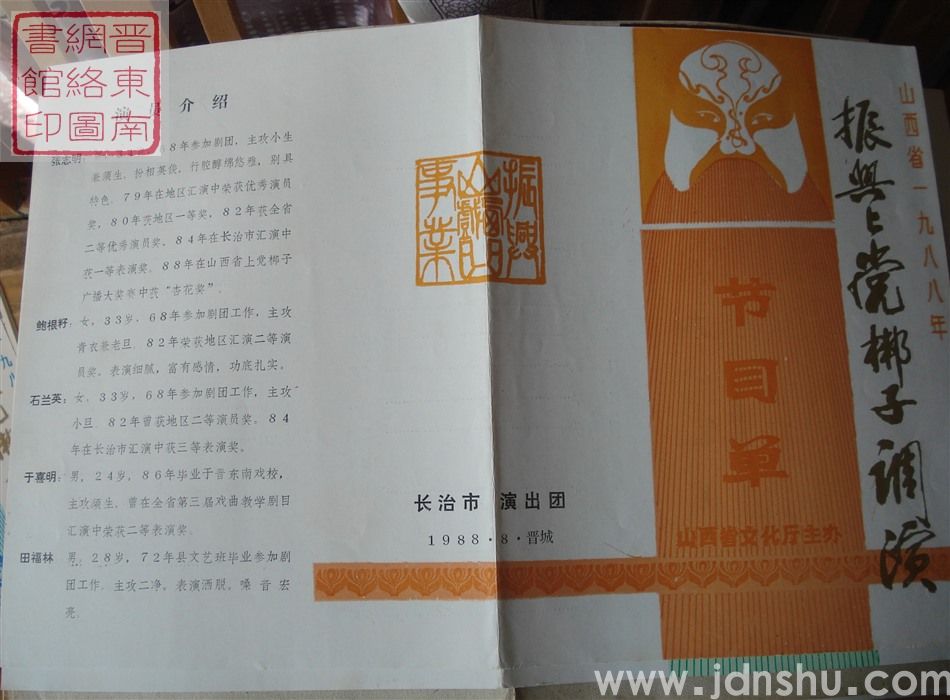 晋东南
網絡圖
書館印
演员介绍
张志明:
8年参加剧团，主攻小生
兼须生，扮相英俊，行腔醇绵悠雅，别具
特色。79年在地区汇演中荣获优秀演员
奖，80年获地区一等奖，82年获全省
二等优秀演员奖，84年在长治市汇演中
获一等表演奖。88年在山西省上党梆子
广播大奖赛中获“杏花奖”。
鲍根籽：女，33岁，68年参加剧团工作，主攻
青衣兼老旦。82年荣获地区汇演二等演
员奖。表演细腻，富有感情，功底扎实。
石兰英：女，33岁，68年参加剧团工作，主攻
小旦。82年曾获地区二等演员奖。84
年在长治市汇演中获三等表演奖。
于喜明：男，24岁，86年毕业于晋东南戏校，
主攻须生。曾在全省第三届戏曲教学剧目
汇演中荣获二等表演奖。
田福林 男，28岁，72年县文艺班毕业参加剧
团工作。主攻二净。表演洒脱，嗓音宏
亮。
振兴
事业
长治市 演出团
1988·8·晋城
山西省一九八八年
振兴上党梆子调演
节目单
山西省文化厅主办
www.jdnshu.com